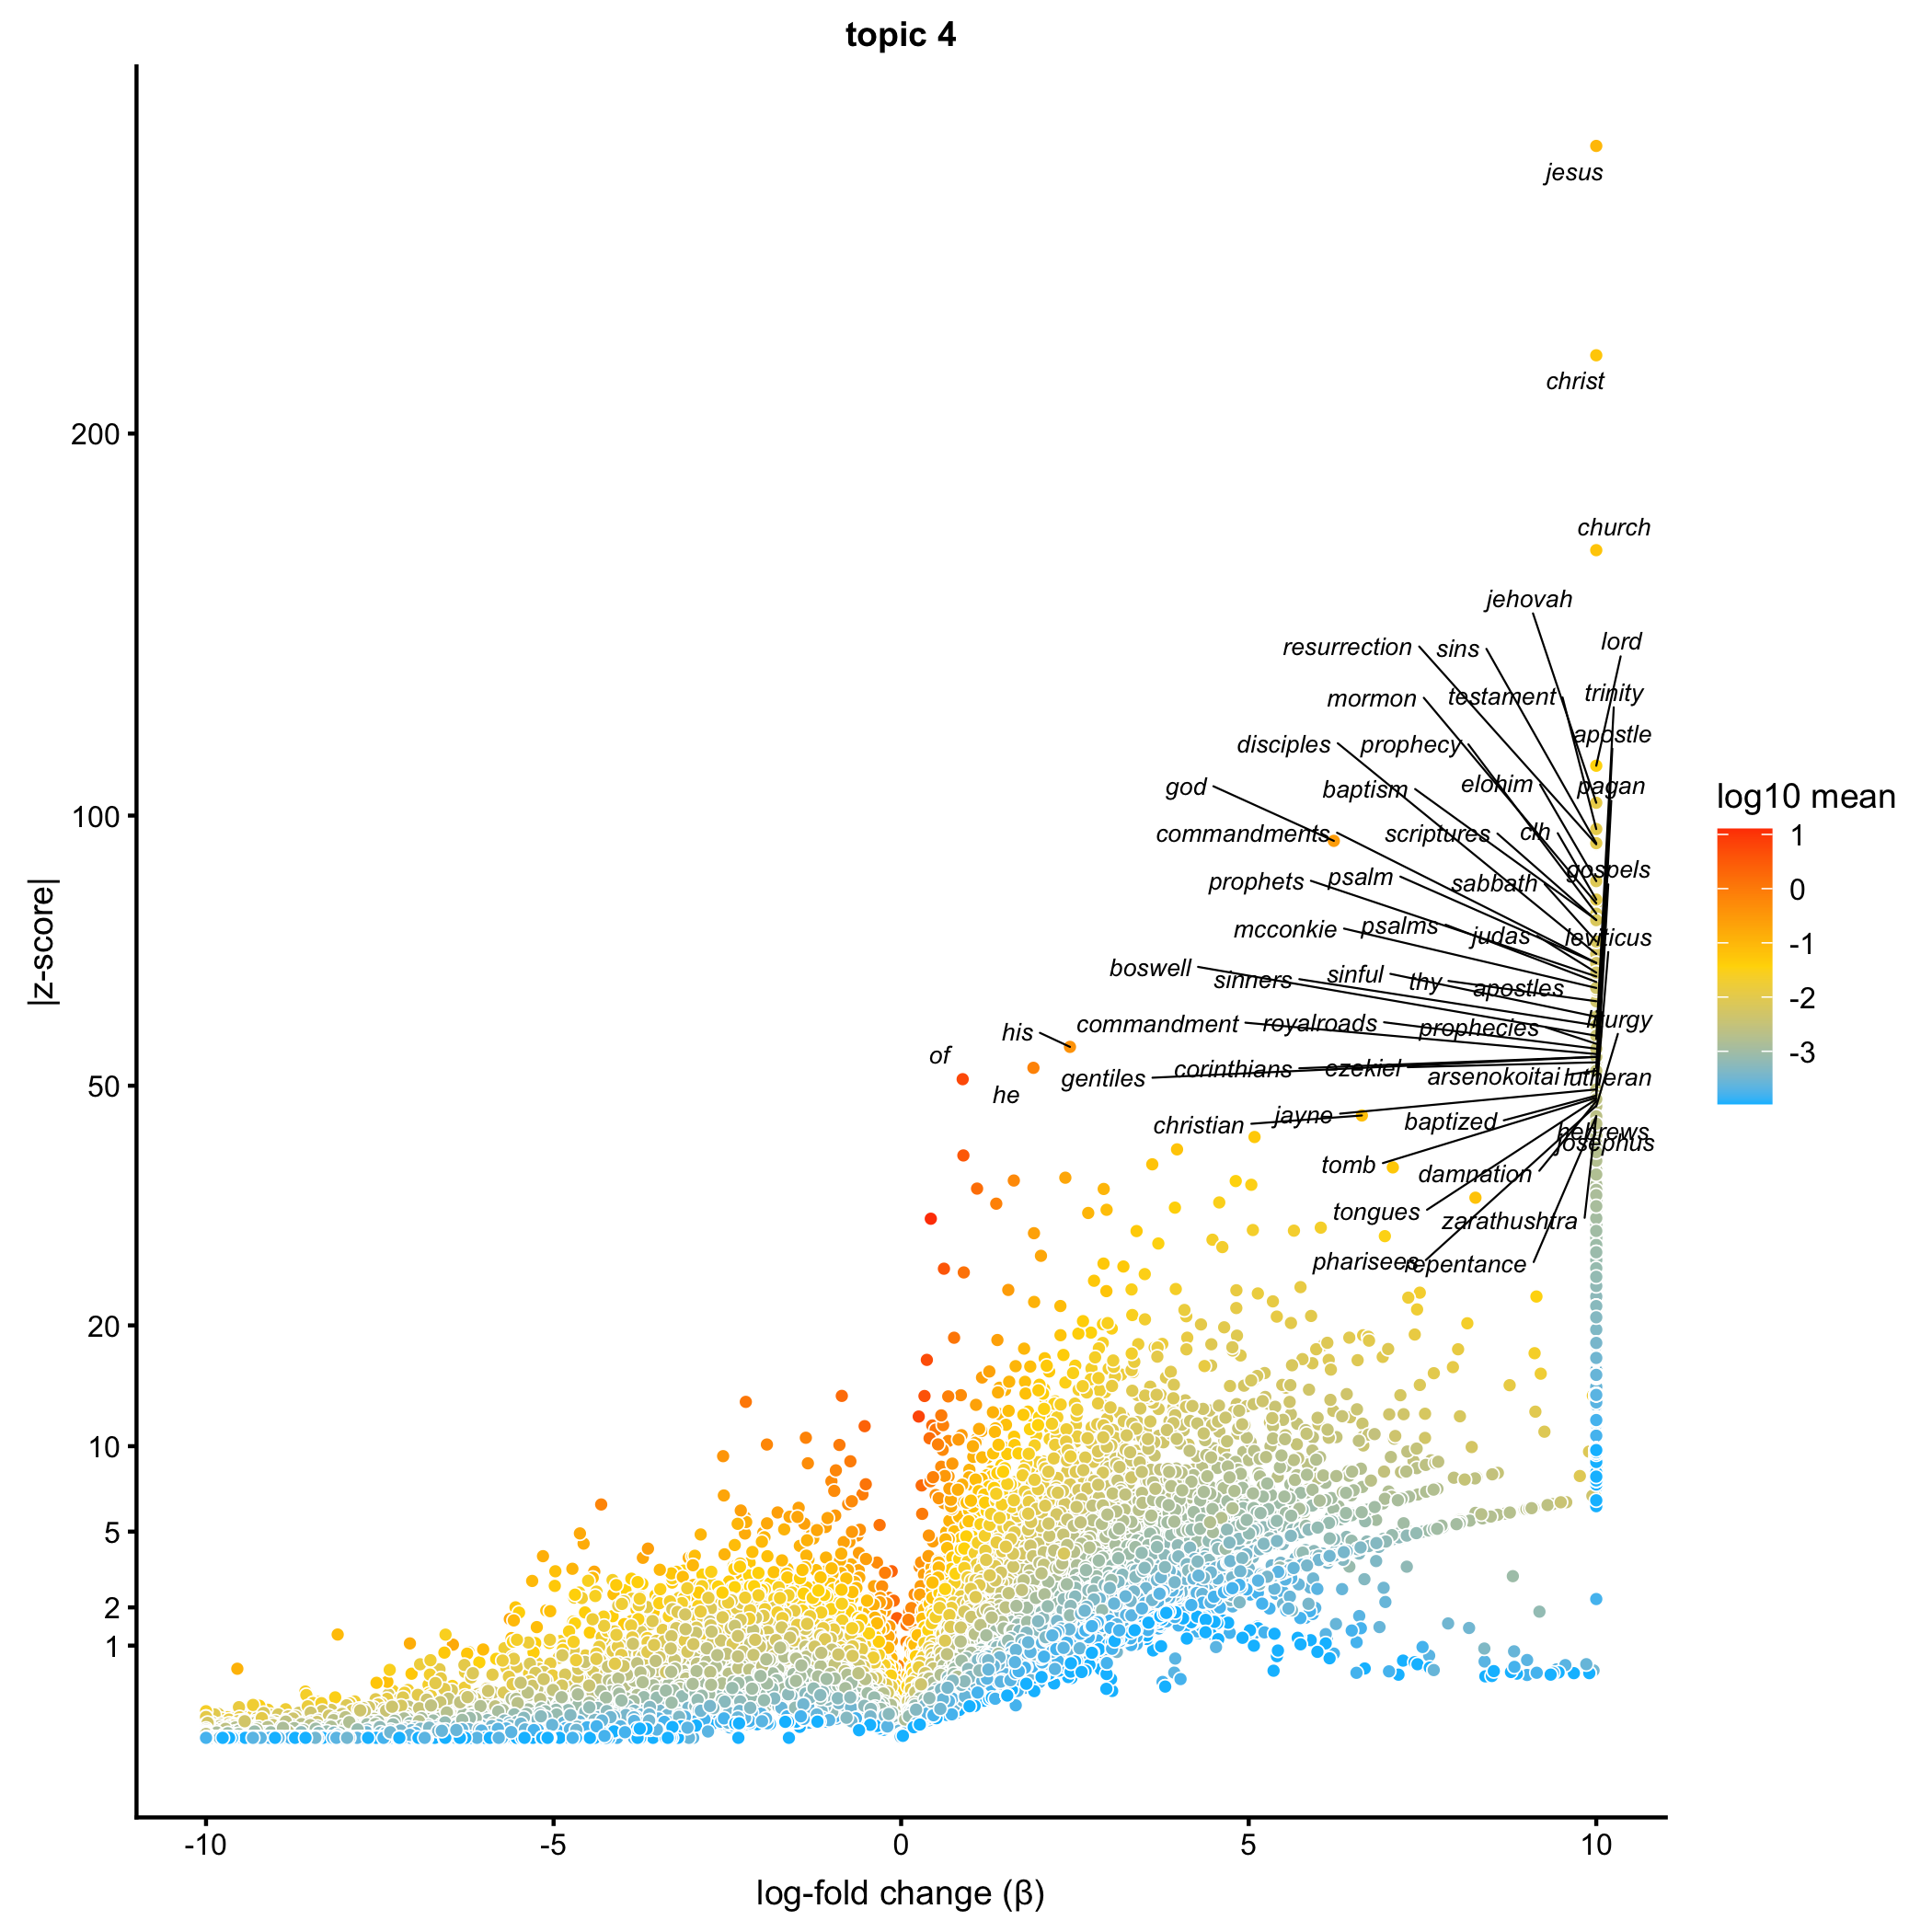 topic 4
jesus
christ
200
church
jehovah
resurrection
sins
lord
mormon
testament
trinity
disciples
prophecy
apostle
god
baptism
elohim
pagan
log10 mean
100
commandments
scriptures
clh
1
prophets
psalm
sabbath
gospels
0
mcconkie
psalms
judas
leviticus
-1
|z-score|
boswell
sinners
sinful
thy
apostles
-2
his
commandment
royalroads
prophecies
liturgy
of
-3
50
he
gentiles
corinthians
ezekiel
arsenokoitai
lutheran
christian
jayne
baptized
hebrews
josephus
tomb
damnation
tongues
zarathushtra
pharisees
repentance
20
10
5
2
1
-10
-5
0
5
10
log-fold change (β)